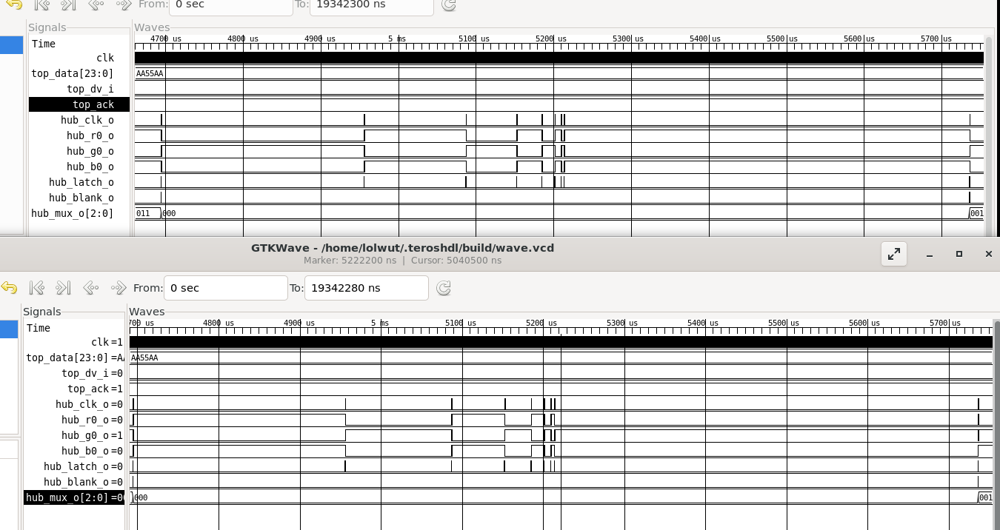 From: 0 sec To: 19342300 ns
Signals Waves
4700 us 4800 us 4900 us 5 ms 5100 us 5200 us 5300 us 5400 us 5500 us 5600 us 5700 us
Time
clk
top_data[23:0] AA55AA
top_dv_i
top_ack
hub_clk_o
hub_r0_o
hub_g0_o
hub_b0_o
hub_latch_o
hub_blank_o
hub_mux_o[2:0] 011 000 001
GTKWave - /home/lolwut/.teroshdl/build/wave.vcd
Marker: 5222200 ns | Cursor: 5040500 ns
From: 0 sec To: 19342280 ns
Signals Waves
700 us 4800 us 4900 us 5 ms 5100 us 5200 us 5300 us 5400 us 5500 us 5600 us 5700 us
Time
clk =1
top_data[23:0] =AA AA55AA
top_dv_i =0
top_ack =1
hub_clk_o =0
hub_r0_o =0
hub_g0_o =1
hub_b0_o =0
hub_latch_o =0
hub_blank_o =0
hub_mux_o[2:0] =00 000 001